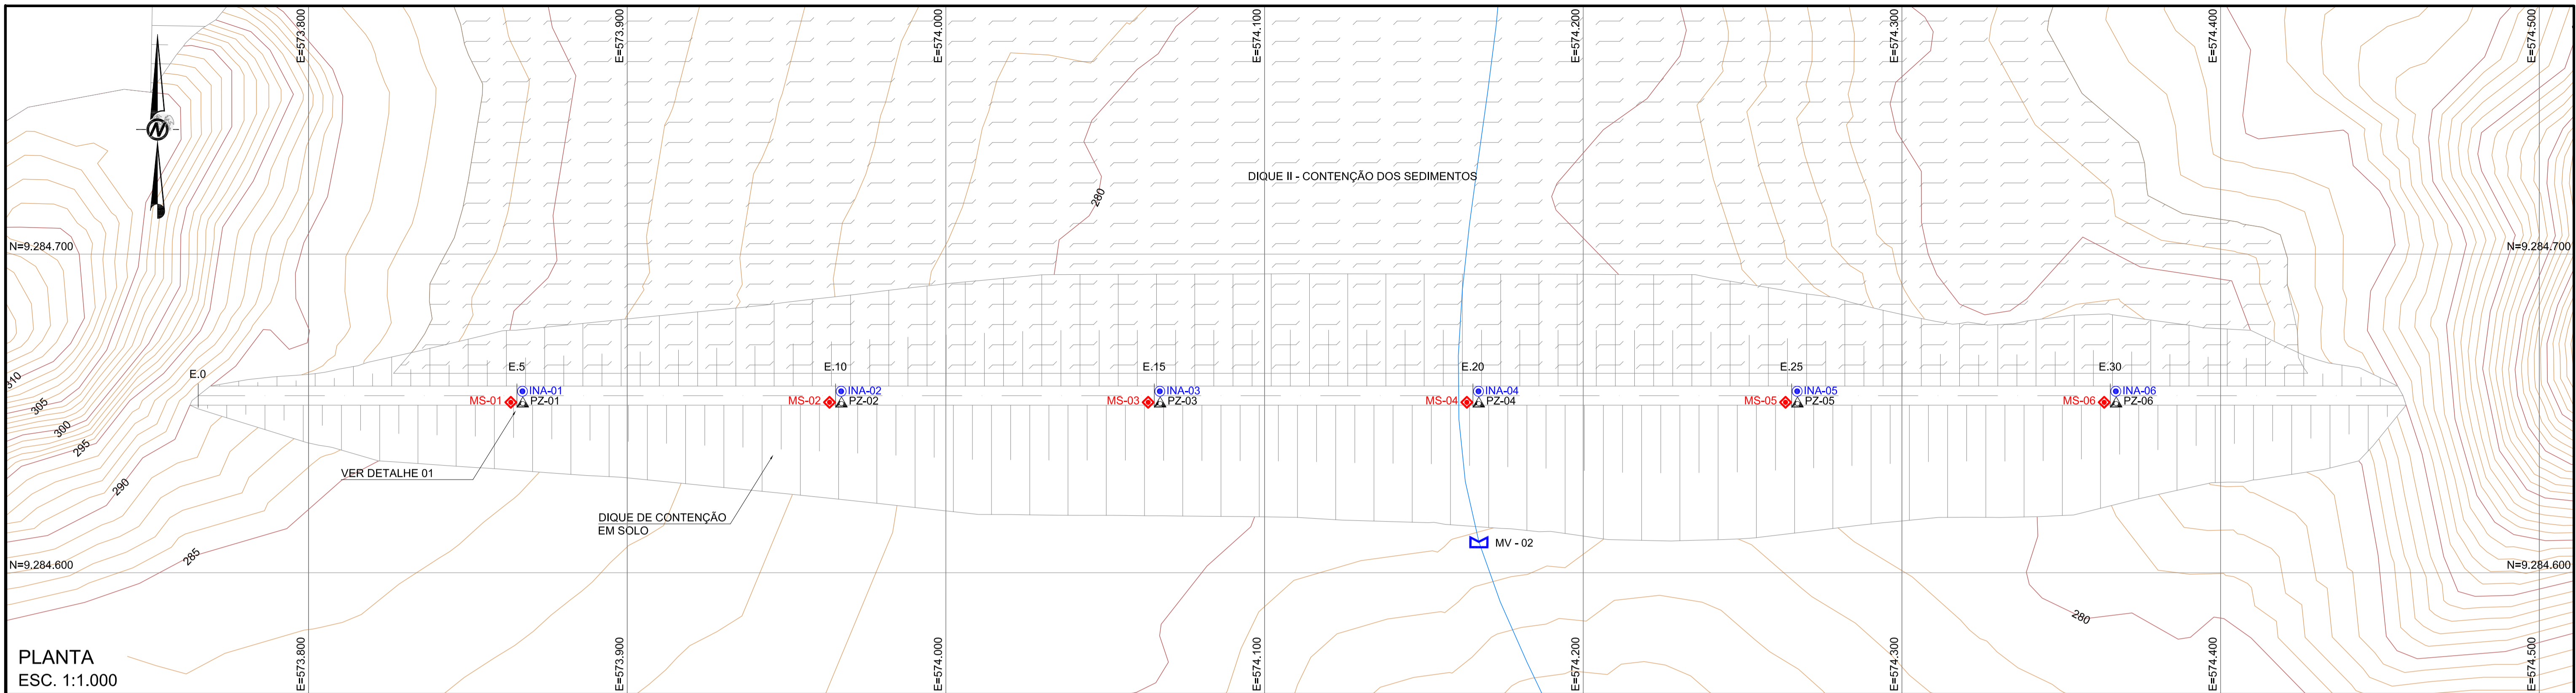 E=573.800
E=573.900
E=574.000
E=574.100
E=574.200
E=574.300
E=574.400
E=574.500
N
DIQUE II - CONTENÇÃO DOS SEDIMENTOS
280
N=9.284.700
N=9.284.700
E.0
E.5
E.10
E.15
E.20
E.25
E.30
INA-01
INA-02
INA-03
INA-04
INA-05
INA-06
MS-01
PZ-01
MS-02
PZ-02
MS-03
PZ-03
MS-04
PZ-04
MS-05
PZ-05
MS-06
PZ-06
310
305
300
295
290
285
VER DETALHE 01
DIQUE DE CONTENÇÃO
EM SOLO
MV - 02
N=9.284.600
N=9.284.600
280
E=573.800
E=573.900
E=574.000
E=574.100
E=574.200
E=574.300
E=574.400
E=574.500
PLANTA
ESC. 1:1.000